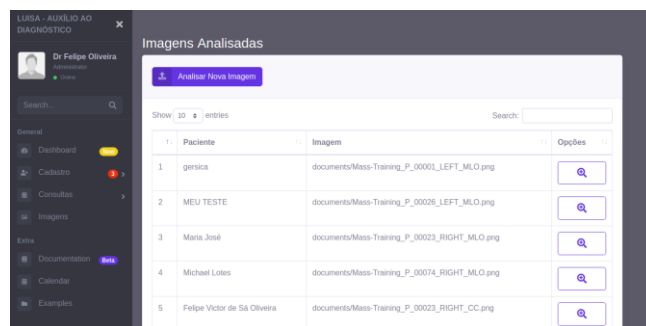 LUISA - AUXÍLIO AO
DIAGNÓSTICO
Dr Felipe Oliveira
Administrator
Online
Search...
General
Dashboard New
Cadastro 3
Consultas
Imagens
Extra
Documentation Beta
Calendar
Examples
Imagens Analisadas
Analisar Nova Imagem
Show 10 entries Search:
Paciente Imagem Opções
1 gersica documents/Mass-Training_P_00001_LEFT_MLO.png
2 MEU TESTE documents/Mass-Training_P_00026_LEFT_MLO.png
3 Maria José documents/Mass-Training_P_00023_RIGHT_MLO.png
4 Michael Lotes documents/Mass-Training_P_00074_RIGHT_MLO.png
5 Felipe Victor de Sá Oliveira documents/Mass-Training_P_00023_RIGHT_CC.png